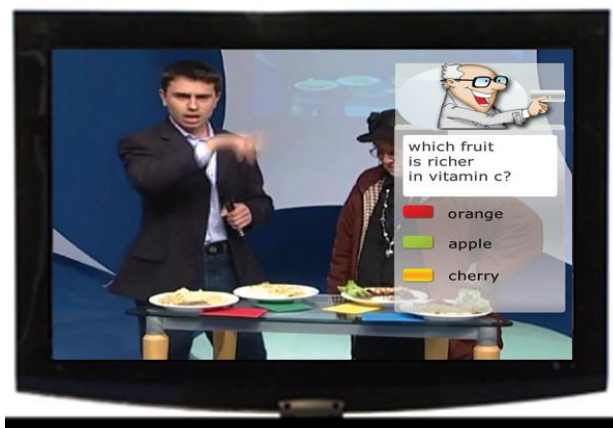 which fruit
is richer
in vitamin c?
orange
apple
cherry